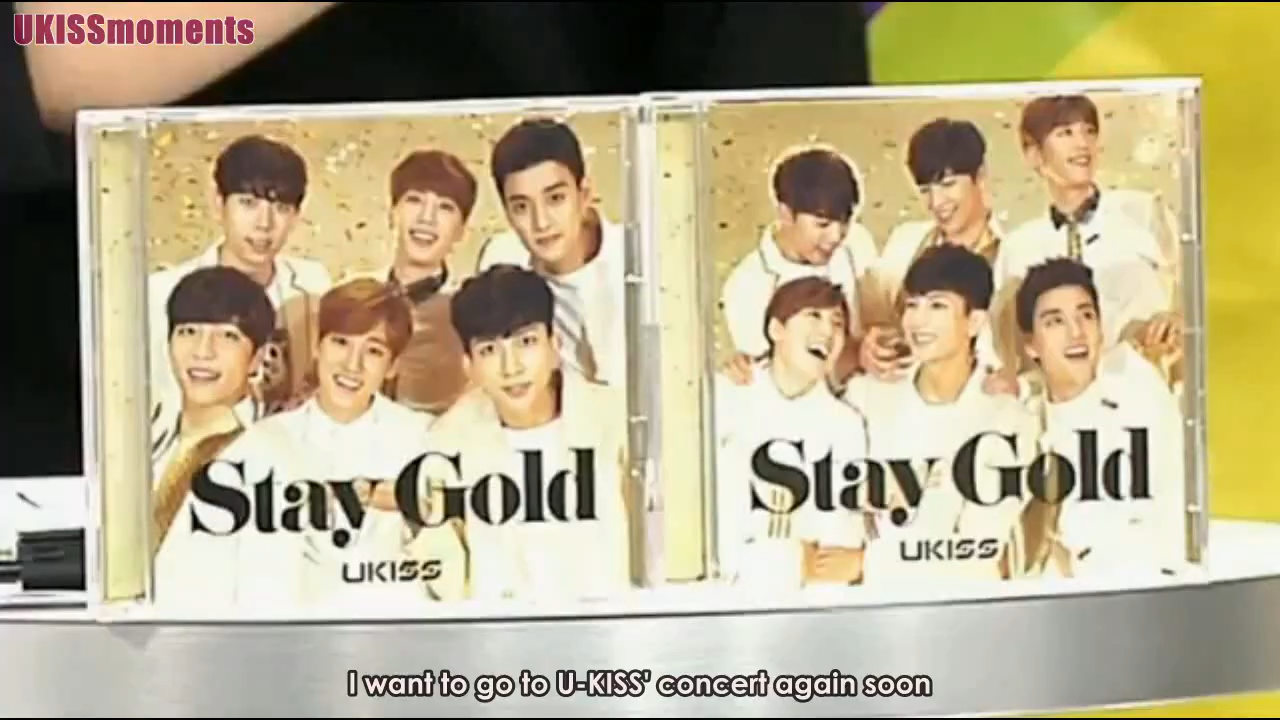 UKISSmoments
Stay Gold
UKISS
Stay Gold
UKISS
I want to go to U-KISS' concert again soon